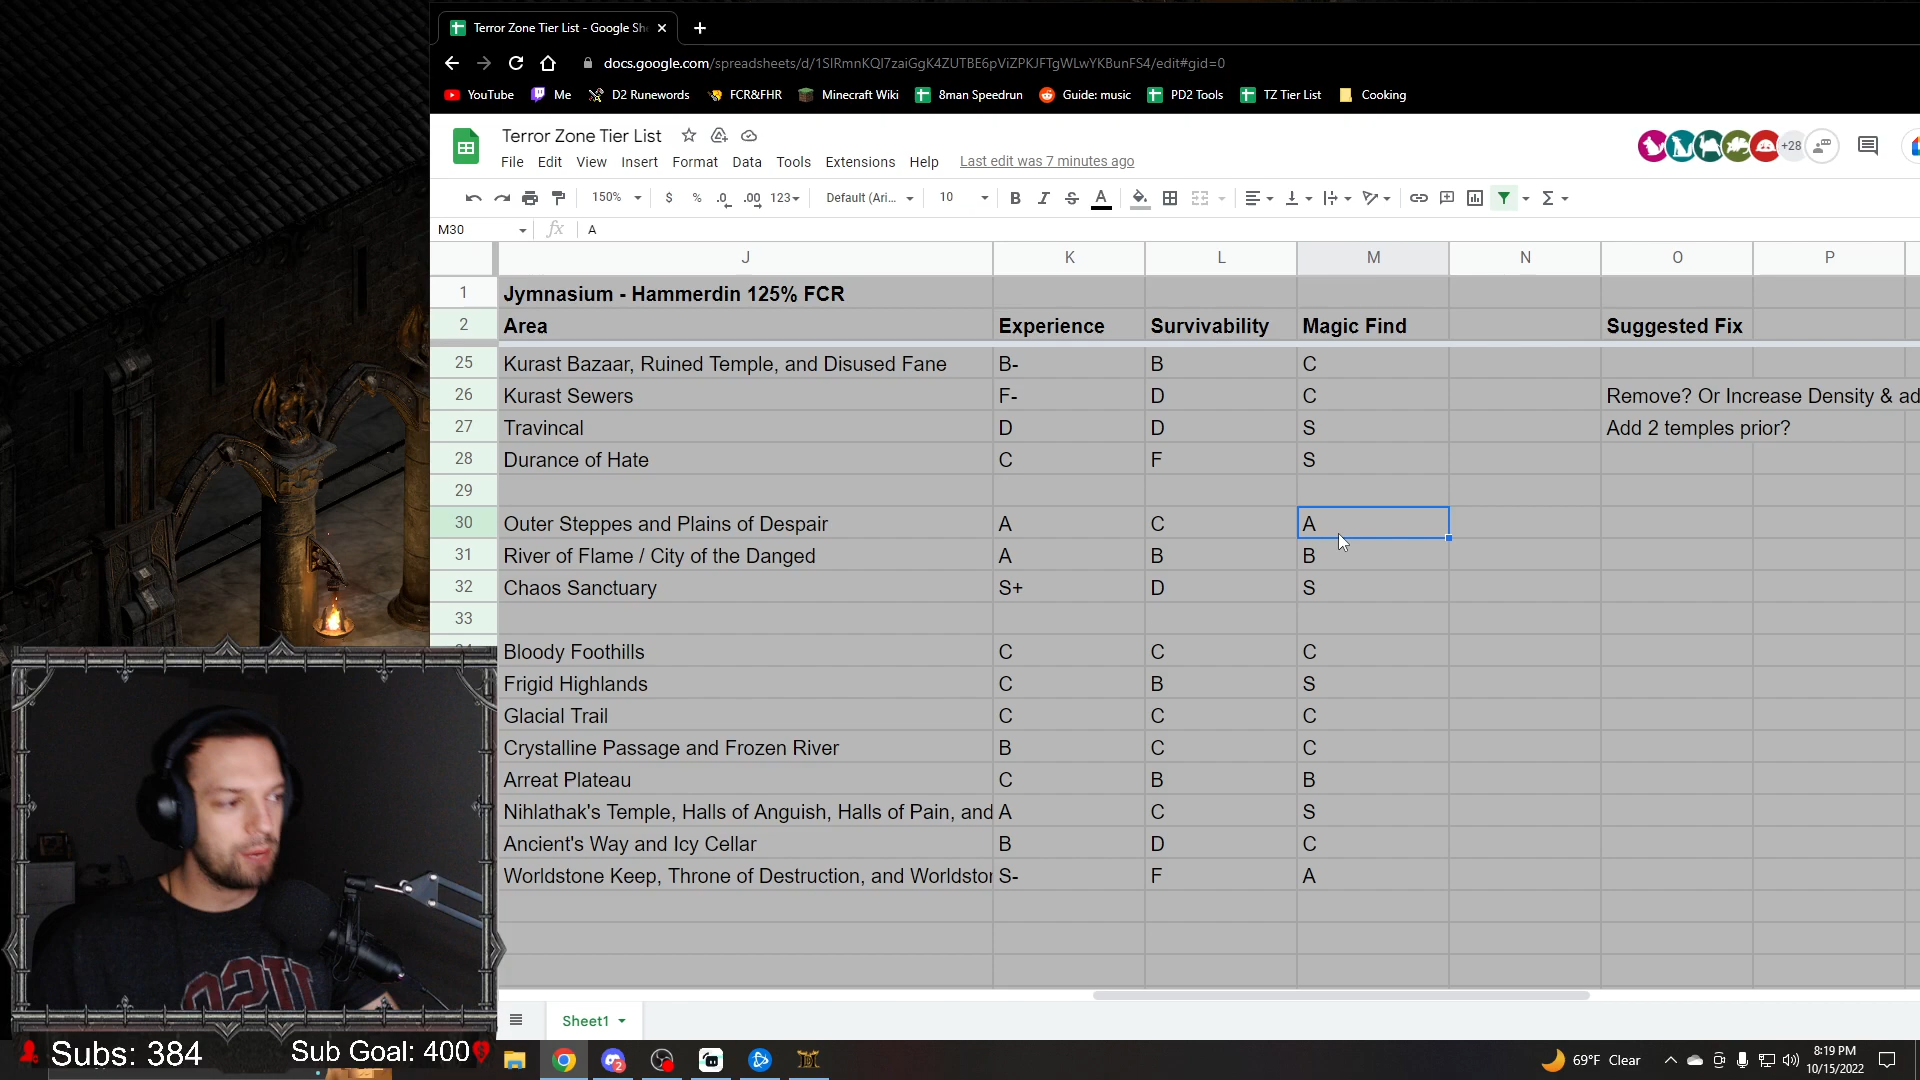 Terror Zone Tier List - Google She
docs.google.com/spreadsheets/d/1SIRmnKQI7zaiGgK4ZUTBE6pViZPKJFTgWLwYKBunFS4/edit#gid=0
YouTube Me D2 Runewords FCR&FHR Minecraft Wiki 8man Speedrun Guide: music PD2 Tools TZ Tier List Cooking
Terror Zone Tier List
+28
File Edit View Insert Format Data Tools Extensions Help Last edit was 7 minutes ago
150% $ % .0 .00 123 Default (Ari... 10 B I S A
M30 fx A
J K L M N O P
1 Jymnasium - Hammerdin 125% FCR
2 Area Experience Survivability Magic Find Suggested Fix
25 Kurast Bazaar, Ruined Temple, and Disused Fane B- B C
26 Kurast Sewers F- D C Remove? Or Increase Density & ad
27 Travincal D D S Add 2 temples prior?
28 Durance of Hate C F S
29
30 Outer Steppes and Plains of Despair A C A
31 River of Flame / City of the Danged A B B
32 Chaos Sanctuary S+ D S
33
Bloody Foothills C C C
Frigid Highlands C B S
Glacial Trail C C C
Crystalline Passage and Frozen River B C C
Arreat Plateau C B B
Nihlathak's Temple, Halls of Anguish, Halls of Pain, and A C S
Ancient's Way and Icy Cellar B D C
Worldstone Keep, Throne of Destruction, and Worldstor S- F A
Sheet1
Subs: 384 Sub Goal: 400
2
69°F Clear
8:19 PM
10/15/2022